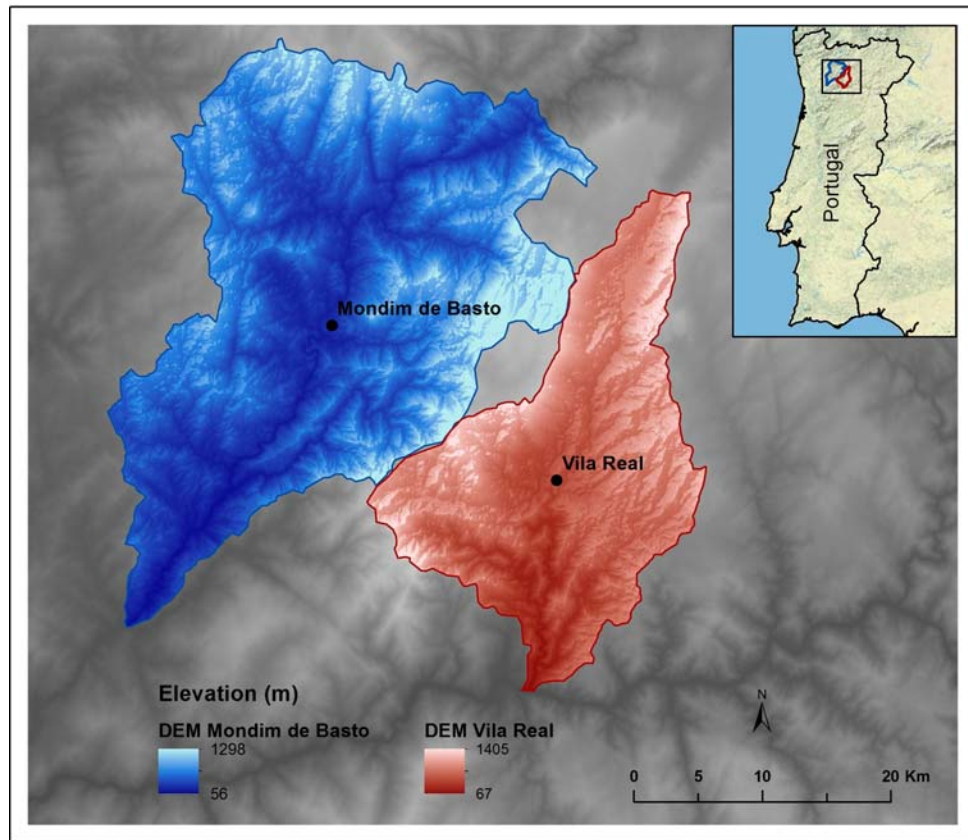 Portugal
Mondim de Basto
Vila Real
Elevation (m)
DEM Mondim de Basto
1298
56
DEM Vila Real
1405
67
N
0 5 10 20 Km